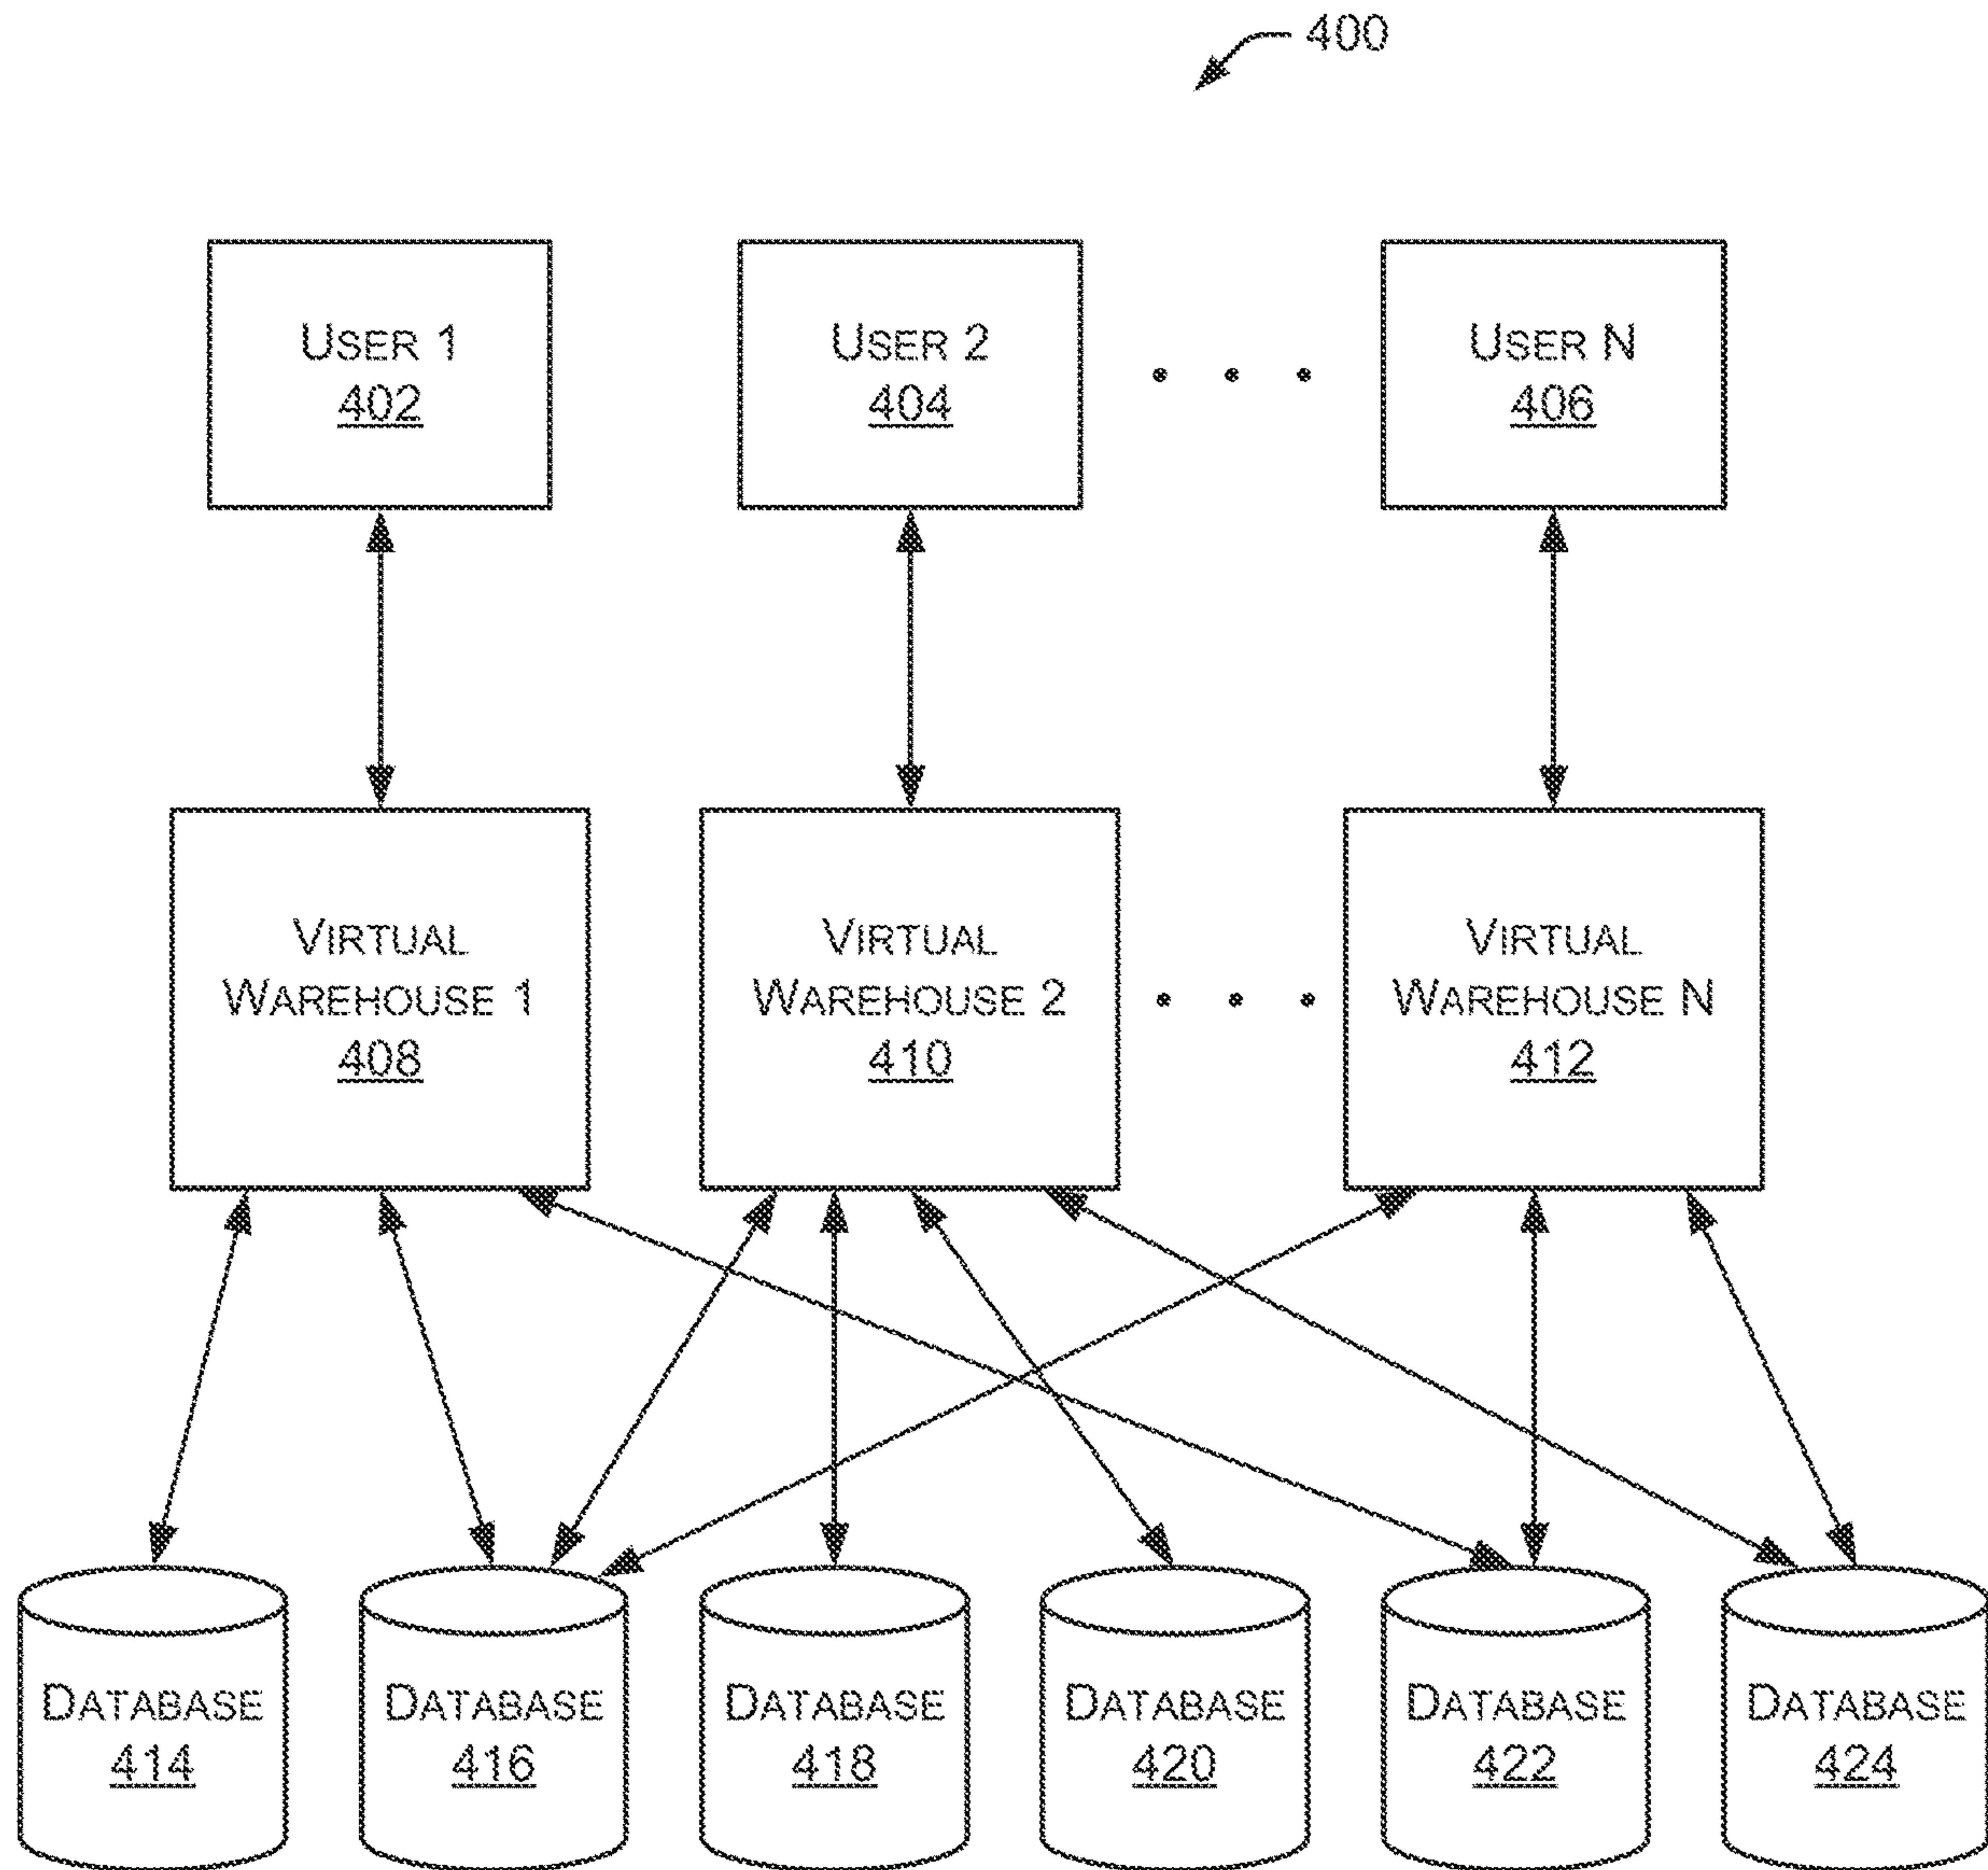 400
USER 1
402
USER 2
404
USER N
406
VIRTUAL
WAREHOUSE 1
408
VIRTUAL
WAREHOUSE 2
410
VIRTUAL
WAREHOUSE N
412
DATABASE
414
DATABASE
416
DATABASE
418
DATABASE
420
DATABASE
422
DATABASE
424